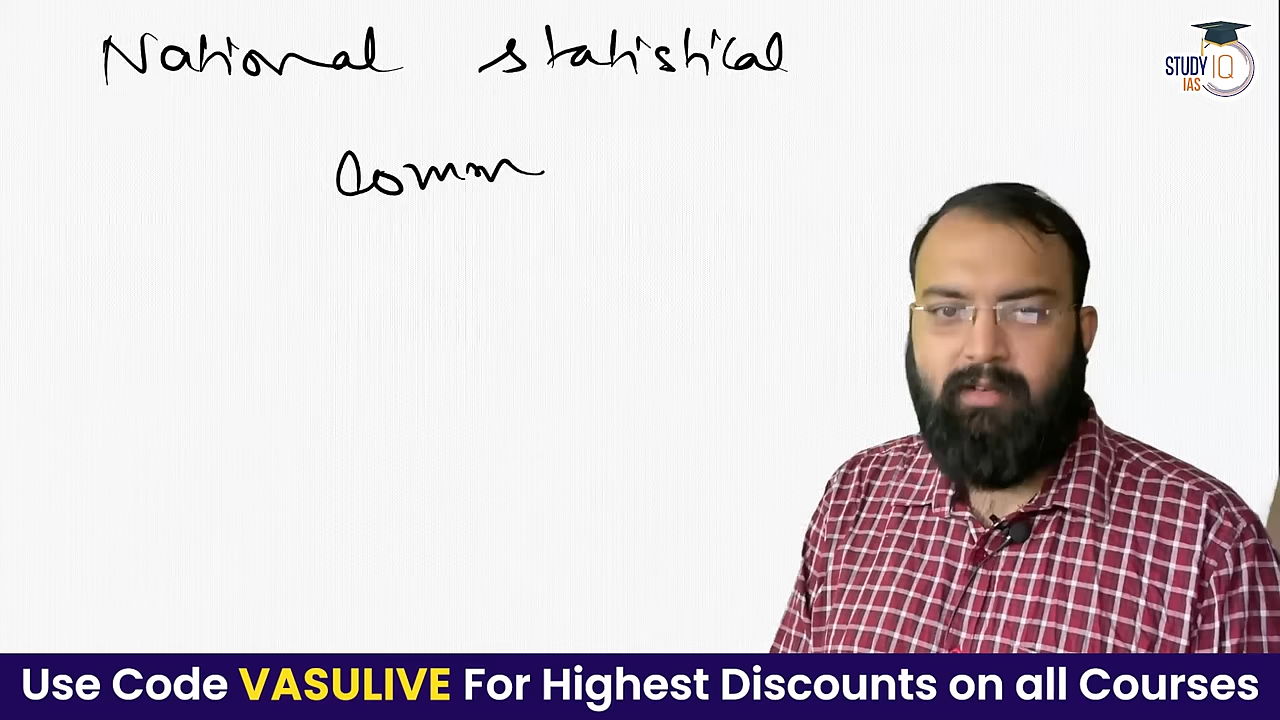 National statistical
STUDY IQ
IAS
Comm
Use Code VASULIVE For Highest Discounts on all Courses